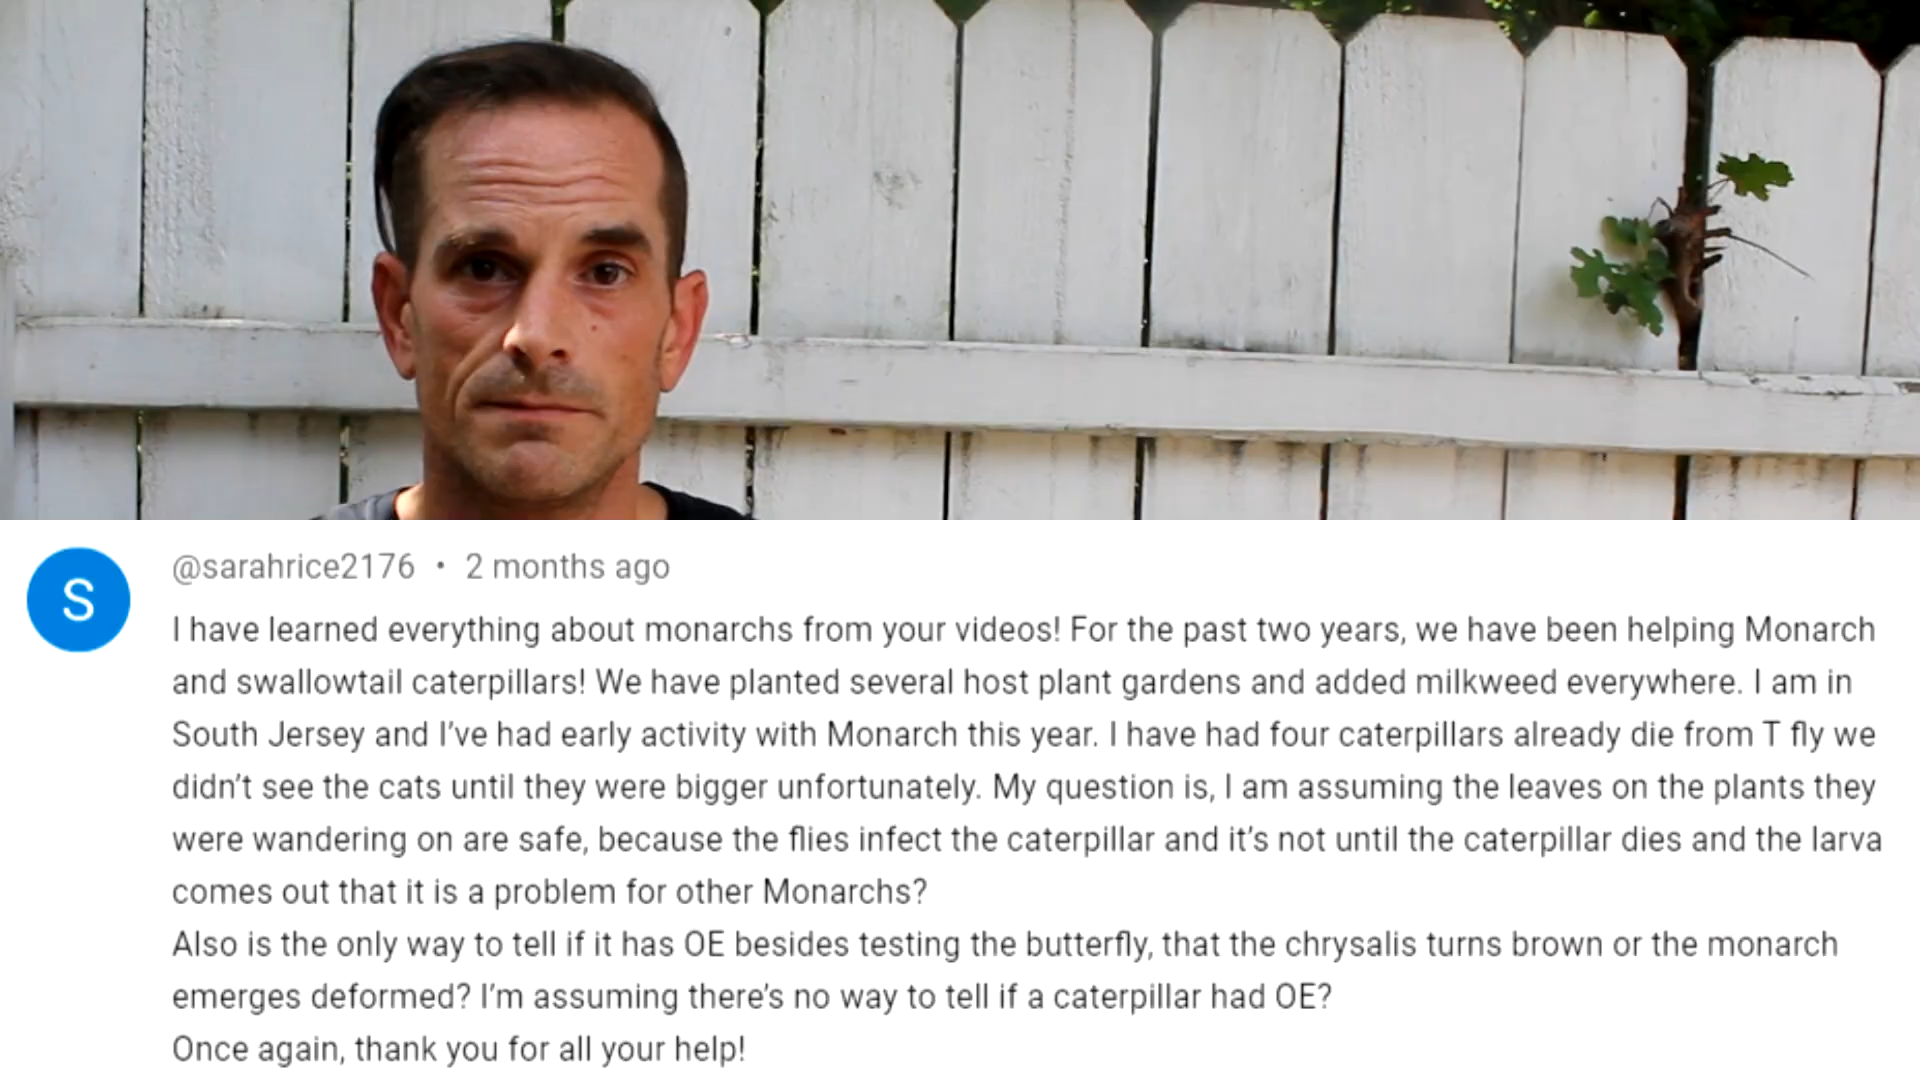 S
@sarahrice2176 • 2 months ago
I have learned everything about monarchs from your videos! For the past two years, we have been helping Monarch
and swallowtail caterpillars! We have planted several host plant gardens and added milkweed everywhere. I am in
South Jersey and I’ve had early activity with Monarch this year. I have had four caterpillars already die from T fly we
didn’t see the cats until they were bigger unfortunately. My question is, I am assuming the leaves on the plants they
were wandering on are safe, because the flies infect the caterpillar and it’s not until the caterpillar dies and the larva
comes out that it is a problem for other Monarchs?
Also is the only way to tell if it has OE besides testing the butterfly, that the chrysalis turns brown or the monarch
emerges deformed? I’m assuming there’s no way to tell if a caterpillar had OE?
Once again, thank you for all your help!